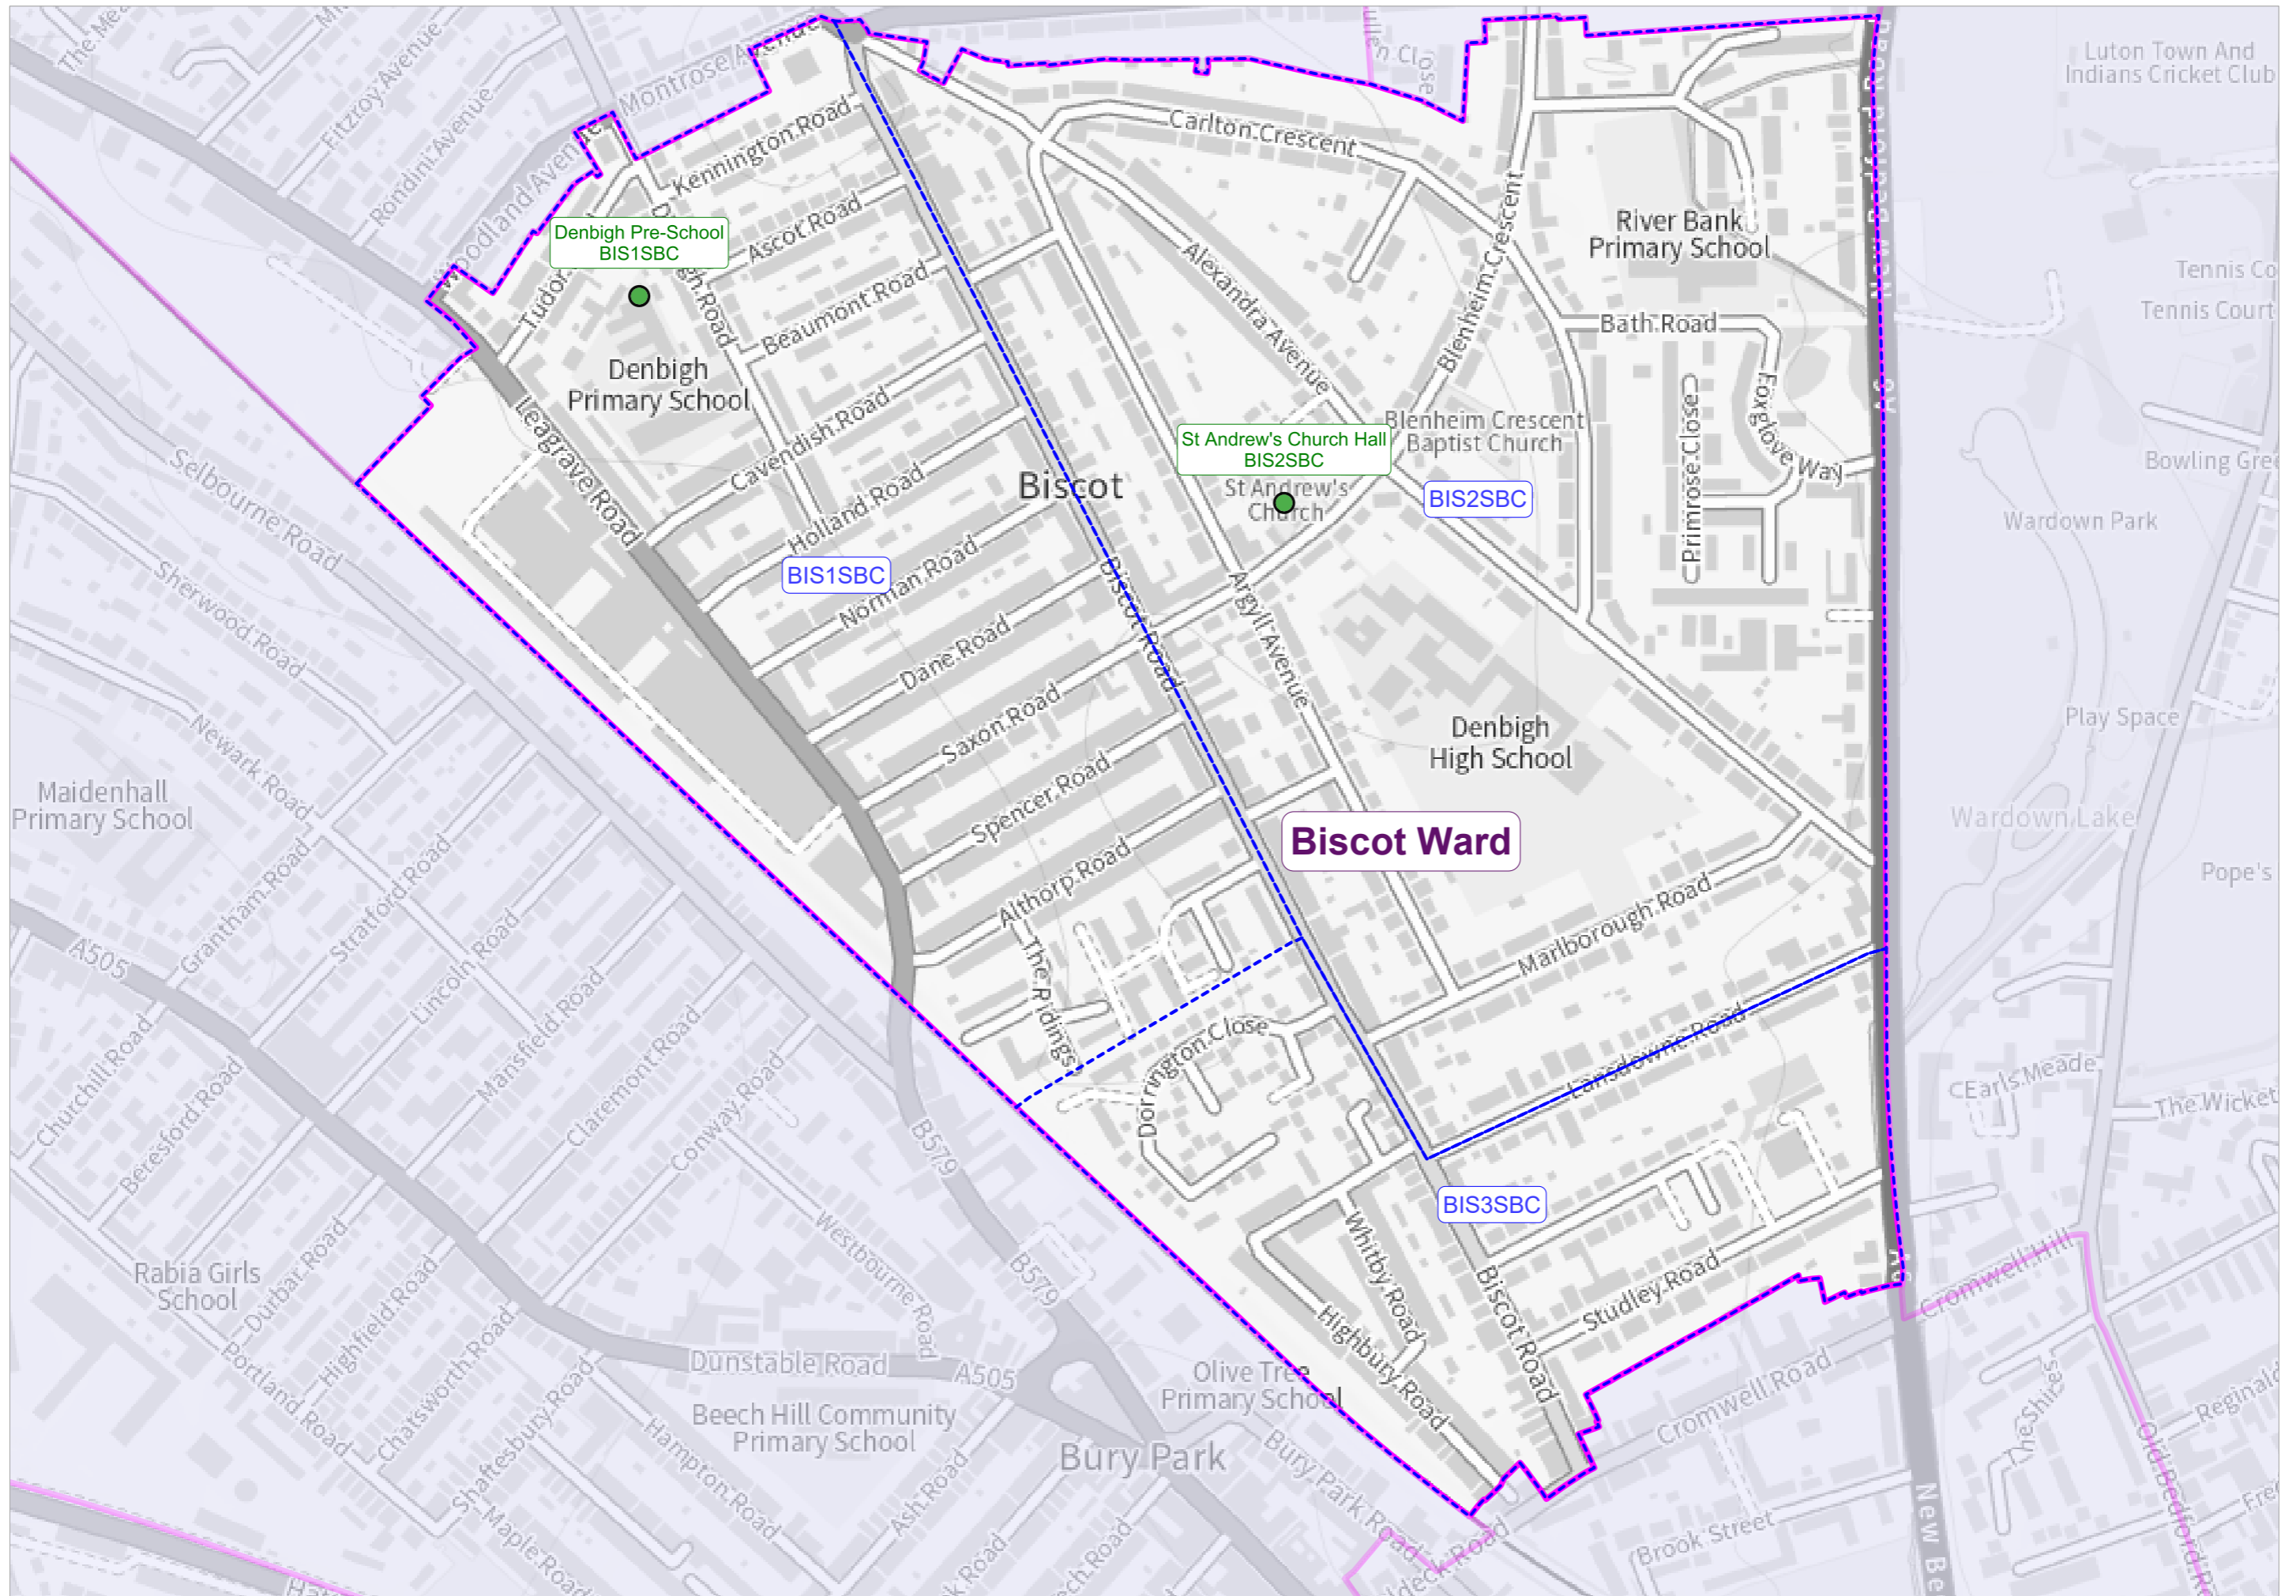 Luton Town And
Indians Cricket Club
Fitzroy Avenue
Rondini Avenue
Woodland Avenue
Montrose Avenue
Kennington Road
Carlton Crescent
Ascot Road
Denbigh Pre-School
BIS1SBC
Denbigh Road
Beaumont Road
Alexandra Avenue
Blenheim Crescent
River Bank
Primary School
Bath Road
Tennis Court
Denbigh
Primary School
Primrose Close
Foxglove Way
Leagrave Road
Cavendish Road
Holland Road
Biscot
St Andrew's Church Hall
BIS2SBC
Blenheim Crescent
Baptist Church
St Andrew's
Church
BIS2SBC
Wardown Park
Selbourne Road
Sherwood Road
BIS1SBC
Norman Road
Dane Road
Biscot Road
Argyll Avenue
Saxon Road
Denbigh
High School
Play Space
Newark Road
Spencer Road
Maidenhall
Primary School
Biscot Ward
Wardown Lake
Pope's
Grantham Road
Stratford Road
Althorp Road
Marlborough Road
A505
Lincoln Road
Mansfield Road
The Ridings
Claremont Road
Conway Road
Dorrington Close
Lansdowne Road
Churchill Road
Beresford Road
B579
Earls Meade
The Wicket
BIS3SBC
Westbourne Road
Whitby Road
Biscot Road
Studley Road
A6
Cromwell Hill
B579
Rabia Girls
School
Durbar Road
Highfield Road
Portland Road
Chatsworth Road
Shaftesbury Road
Dunstable Road
A505
Olive Tree
Primary School
Highbury Road
Cromwell Road
The Shires
Reginald
Old Bedford R
Beech Hill Community
Primary School
Bury Park
Hampton Road
Ash Road
Bury Park Road
Maple Road
Brook Street
New Be